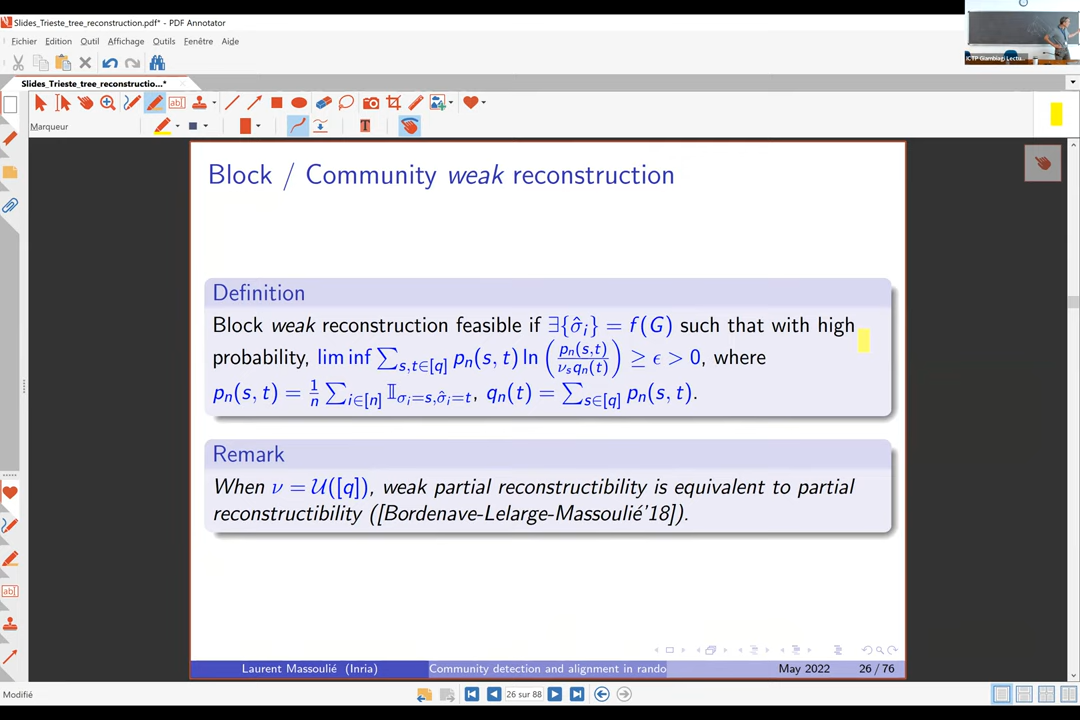 Slides_Trieste_tree_reconstruction.pdf* - PDF Annotator
Fichier Edition Outil Affichage Outils Fenêtre Aide
Slides_Trieste_tree_reconstructio...*
Marqueur
Block / Community weak reconstruction
Definition
Block weak reconstruction feasible if ∃{σ̂ᵢ} = f(G) such that with high
probability, lim inf ∑_{s,t∈[q]} pₙ(s, t) ln (pₙ(s,t)/νₛqₙ(t)) ≥ ϵ > 0, where
pₙ(s, t) = 1/n ∑_{i∈[n]} 𝕀_{σᵢ=s,σ̂ᵢ=t}, qₙ(t) = ∑_{s∈[q]} pₙ(s, t).
Remark
When ν = 𝒰([q]), weak partial reconstructibility is equivalent to partial
reconstructibility ([Bordenave-Lelarge-Massoulié'18]).
Laurent Massoulié (Inria) Community detection and alignment in rando May 2022 26 / 76
Modifié 26 sur 88